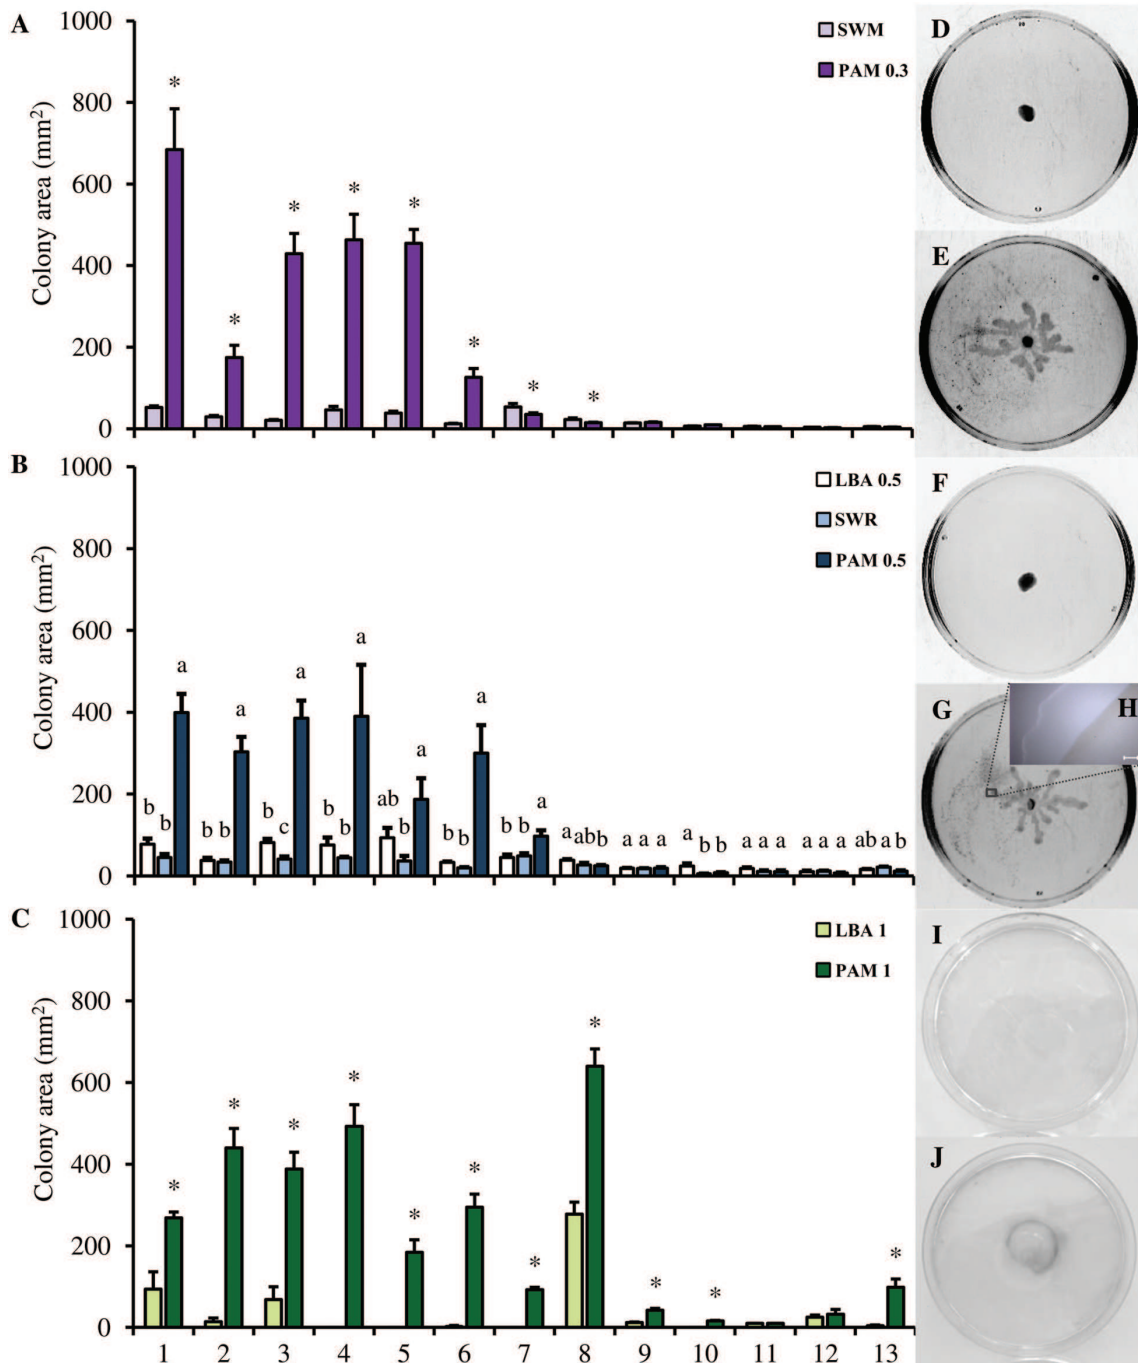 A
1000
800
600
400
200
0
Colony area (mm²)
SWM
PAM 0.3
* * * * * * * *
B
1000
800
600
400
200
0
Colony area (mm²)
LBA 0.5
SWR
PAM 0.5
b b a b b a b c a b b a ab b a b b a b b a a ab b a a a a b b a a a a a a ab a b
C
1000
800
600
400
200
0
Colony area (mm²)
LBA 1
PAM 1
* * * * * * * * * * *
1 2 3 4 5 6 7 8 9 10 11 12 13
D
E
F
G
H
I
J